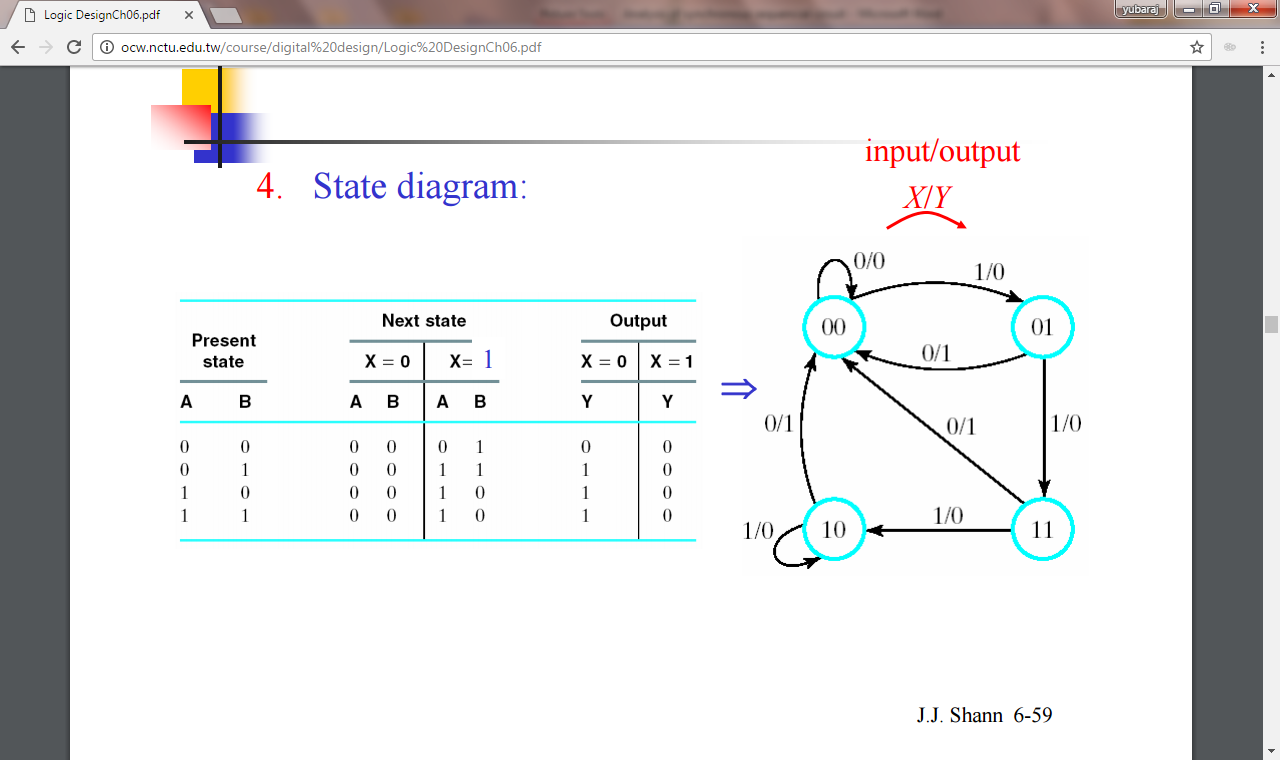 Logic DesignCh06.pdf
yubaraj
ocw.nctu.edu.tw/course/digital%20design/Logic%20DesignCh06.pdf
input/output
4. State diagram:
X/Y
Present state
Next state
Output
X = 0 X= 1 X = 0 X = 1
A B A B A B Y Y
0 0 0 0 0 1 0 0
0 1 0 0 1 1 1 0
1 0 0 0 1 0 1 0
1 1 0 0 1 0 1 0
⇒
0/0
1/0
00
01
0/1
0/1
0/1
1/0
1/0
10
1/0
11
J.J. Shann 6-59